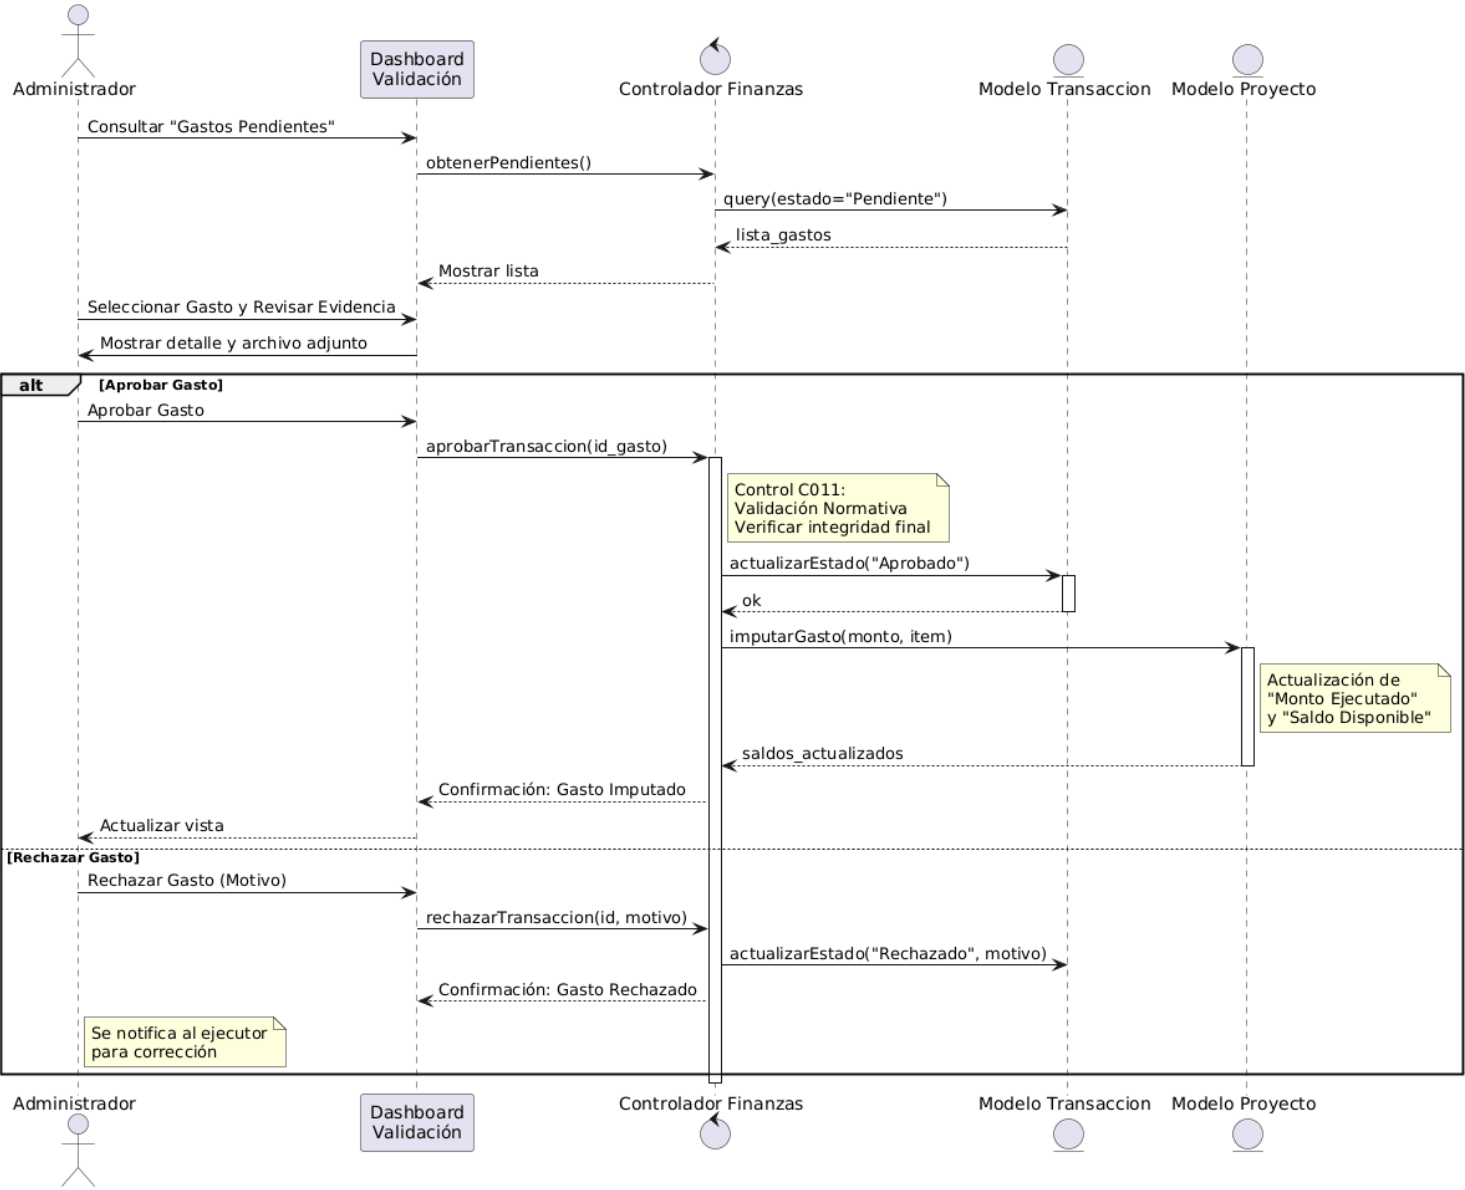 Administrador
Dashboard
Validación
Controlador Finanzas
Modelo Transaccion
Modelo Proyecto
Consultar "Gastos Pendientes"
obtenerPendientes()
query(estado="Pendiente")
lista_gastos
Mostrar lista
Seleccionar Gasto y Revisar Evidencia
Mostrar detalle y archivo adjunto
alt
[Aprobar Gasto]
Aprobar Gasto
aprobarTransaccion(id_gasto)
Control C011:
Validación Normativa
Verificar integridad final
actualizarEstado("Aprobado")
ok
imputarGasto(monto, item)
Actualización de
"Monto Ejecutado"
y "Saldo Disponible"
saldos_actualizados
Confirmación: Gasto Imputado
Actualizar vista
[Rechazar Gasto]
Rechazar Gasto (Motivo)
rechazarTransaccion(id, motivo)
actualizarEstado("Rechazado", motivo)
Confirmación: Gasto Rechazado
Se notifica al ejecutor
para corrección
Administrador
Dashboard
Validación
Controlador Finanzas
Modelo Transaccion
Modelo Proyecto